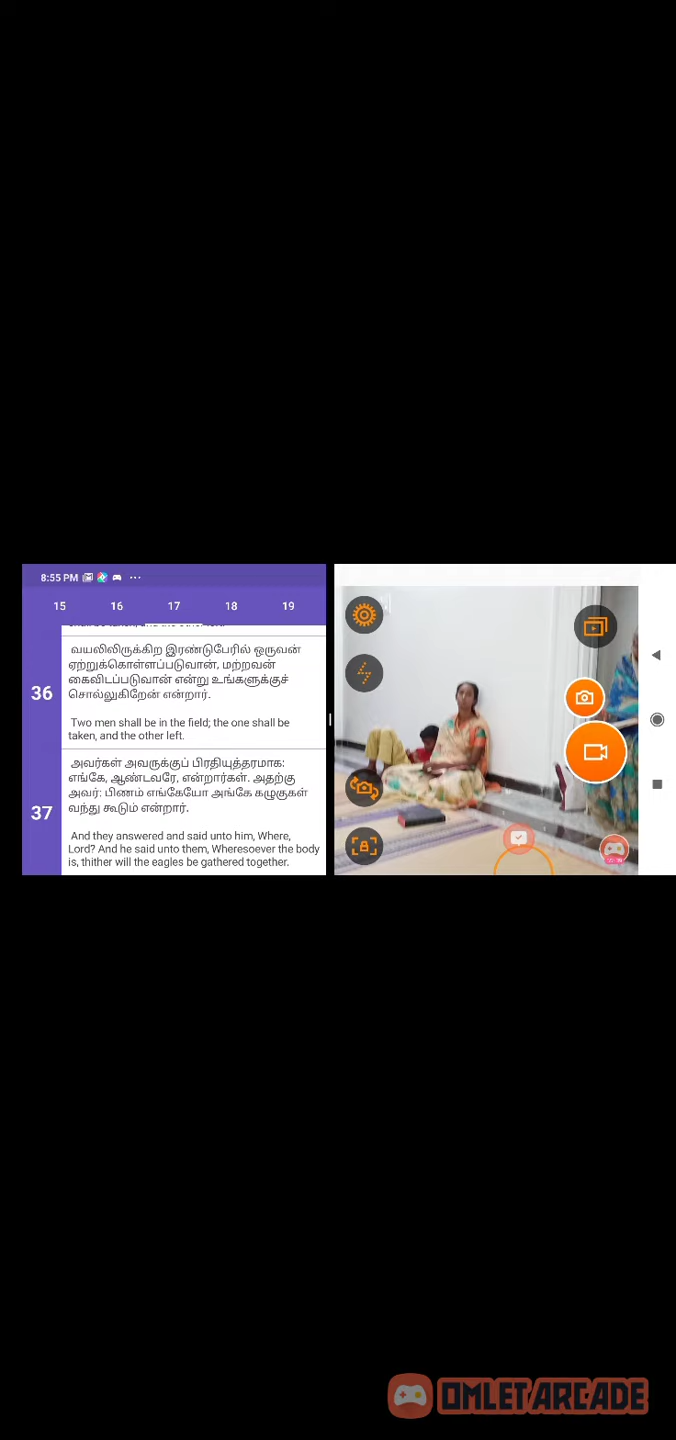 8:55 PM
15 16 17 18 19
36
வயலிலிருக்கிற இரண்டுபேரில் ஒருவன்
ஏற்றுக்கொள்ளப்படுவான், மற்றவன்
கைவிடப்படுவான் என்று உங்களுக்குச்
சொல்லுகிறேன் என்றார்.
Two men shall be in the field; the one shall be
taken, and the other left.
37
அவர்கள் அவருக்குப் பிரதியுத்தரமாக:
எங்கே, ஆண்டவரே, என்றார்கள். அதற்கு
அவர்: பிணம் எங்கேயோ அங்கே கழுகுகள்
வந்து கூடும் என்றார்.
And they answered and said unto him, Where,
Lord? And he said unto them, Wheresoever the body
is, thither will the eagles be gathered together.
OMLET ARCADE